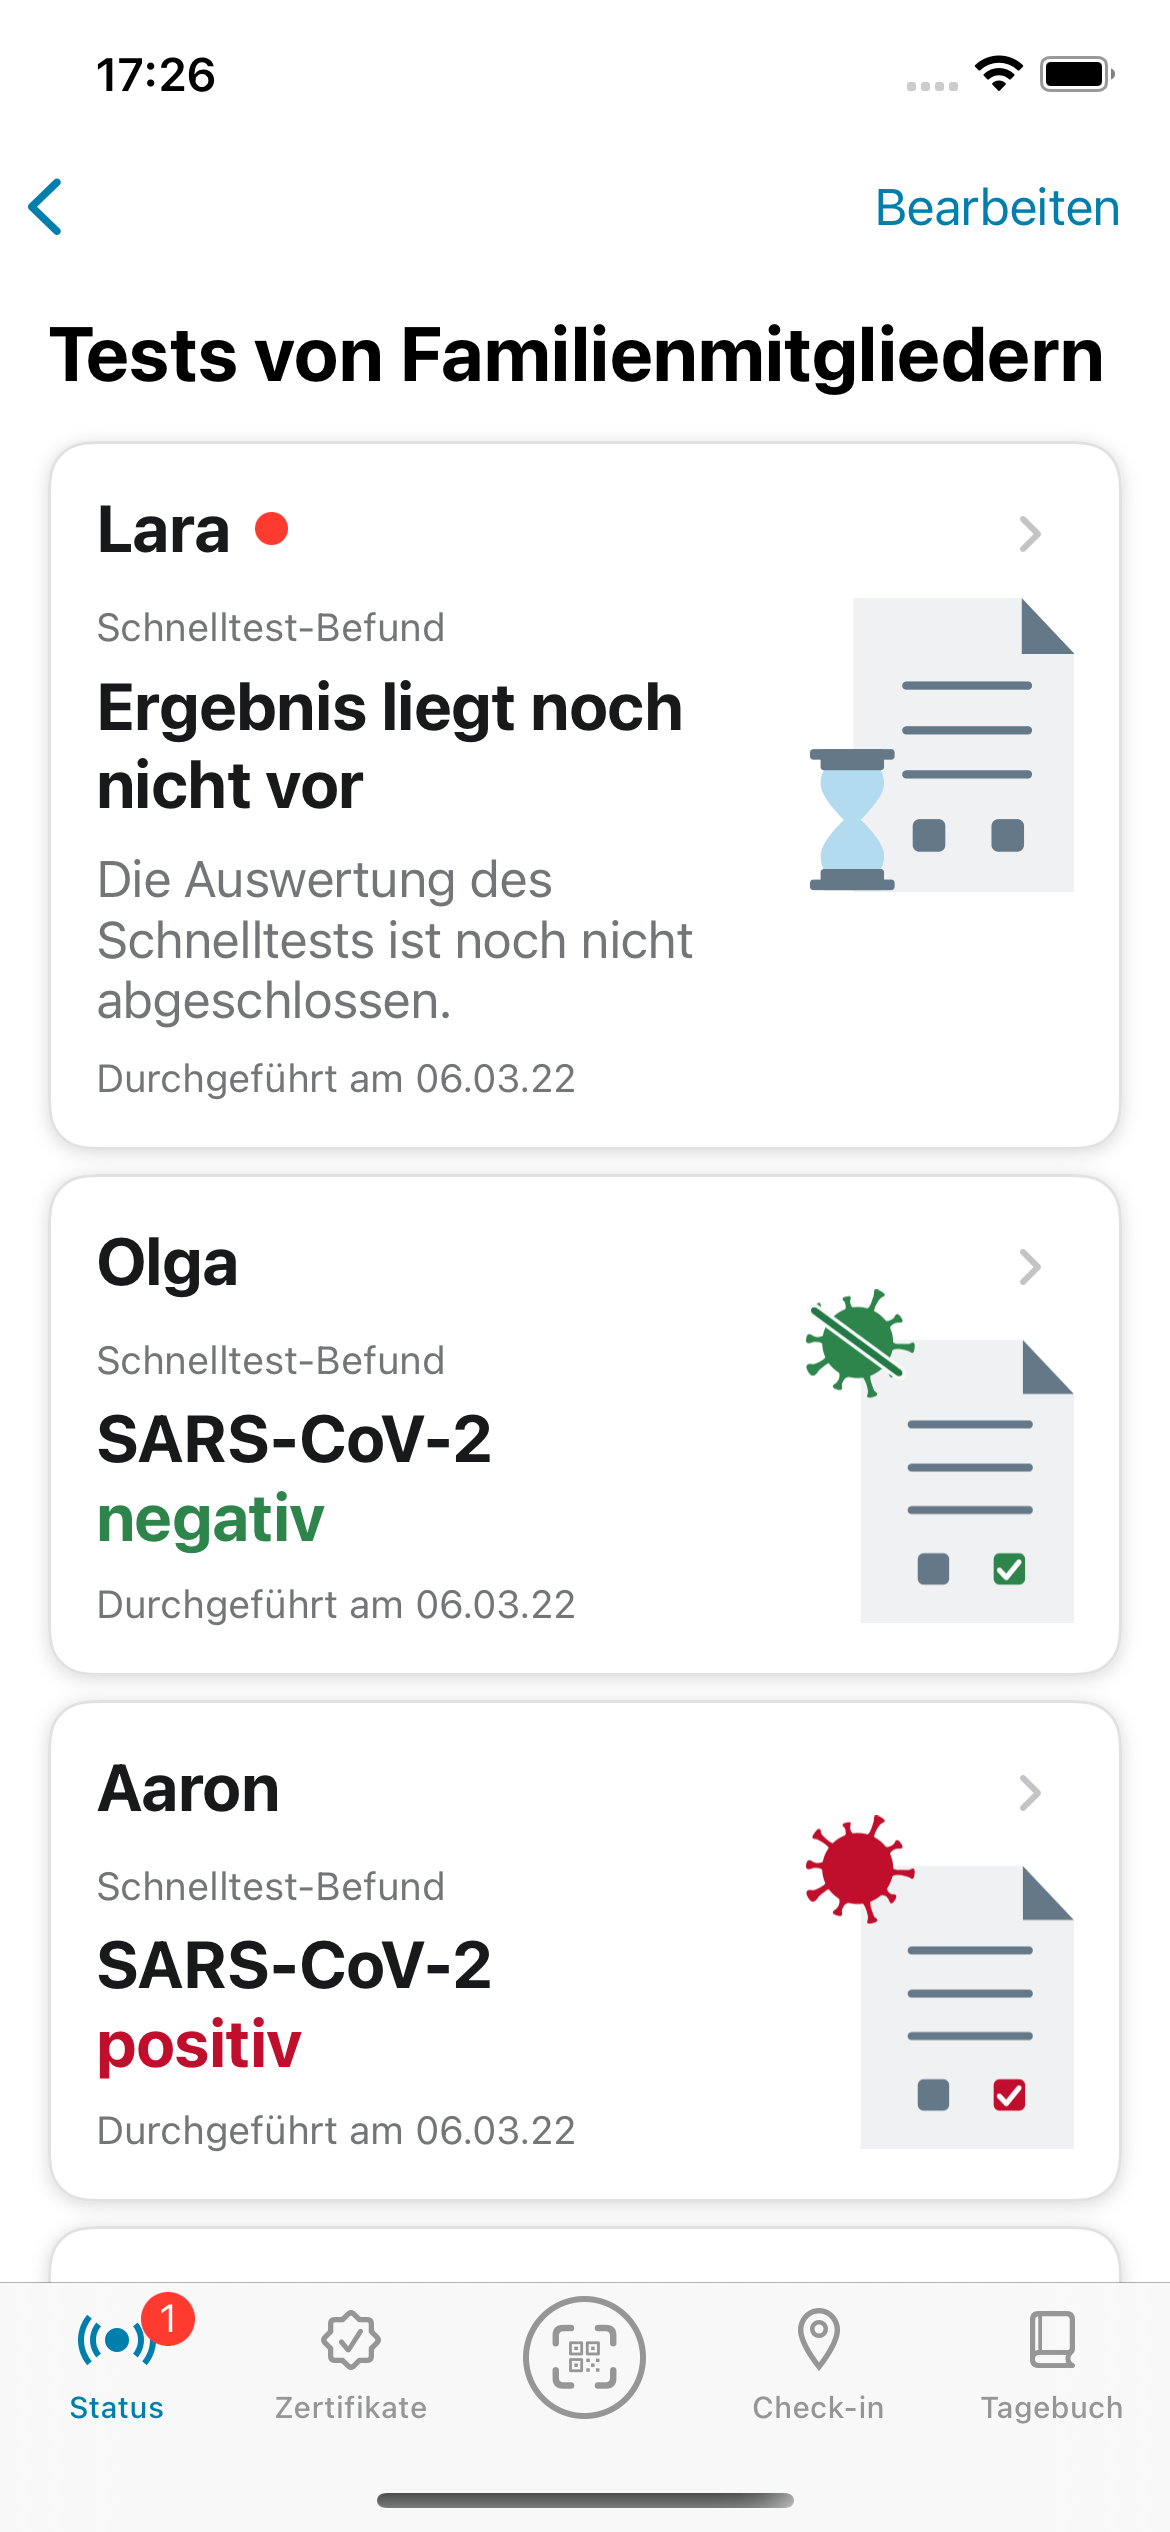 17:26
Bearbeiten
Tests von Familienmitgliedern
Lara
Schnelltest-Befund
Ergebnis liegt noch
nicht vor
Die Auswertung des
Schnelltests ist noch nicht
abgeschlossen.
Durchgeführt am 06.03.22
Olga
Schnelltest-Befund
SARS-CoV-2
negativ
Durchgeführt am 06.03.22
Aaron
Schnelltest-Befund
SARS-CoV-2
positiv
Durchgeführt am 06.03.22
1
Status
Zertifikate
Check-in
Tagebuch